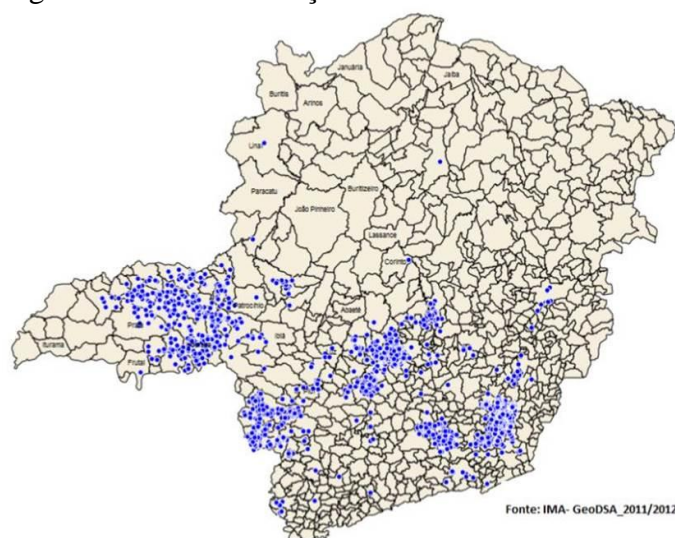 Januária
Jaíba
Buritis
Arinos
Unaí
Paracatu
Buritizeiro
João Pinheiro
Lassance
Corinto
Patrocínio
Abaeté
Prata
Ibiá
Iturama
Frutal
Fonte: IMA- GeoDSA_2011/2012